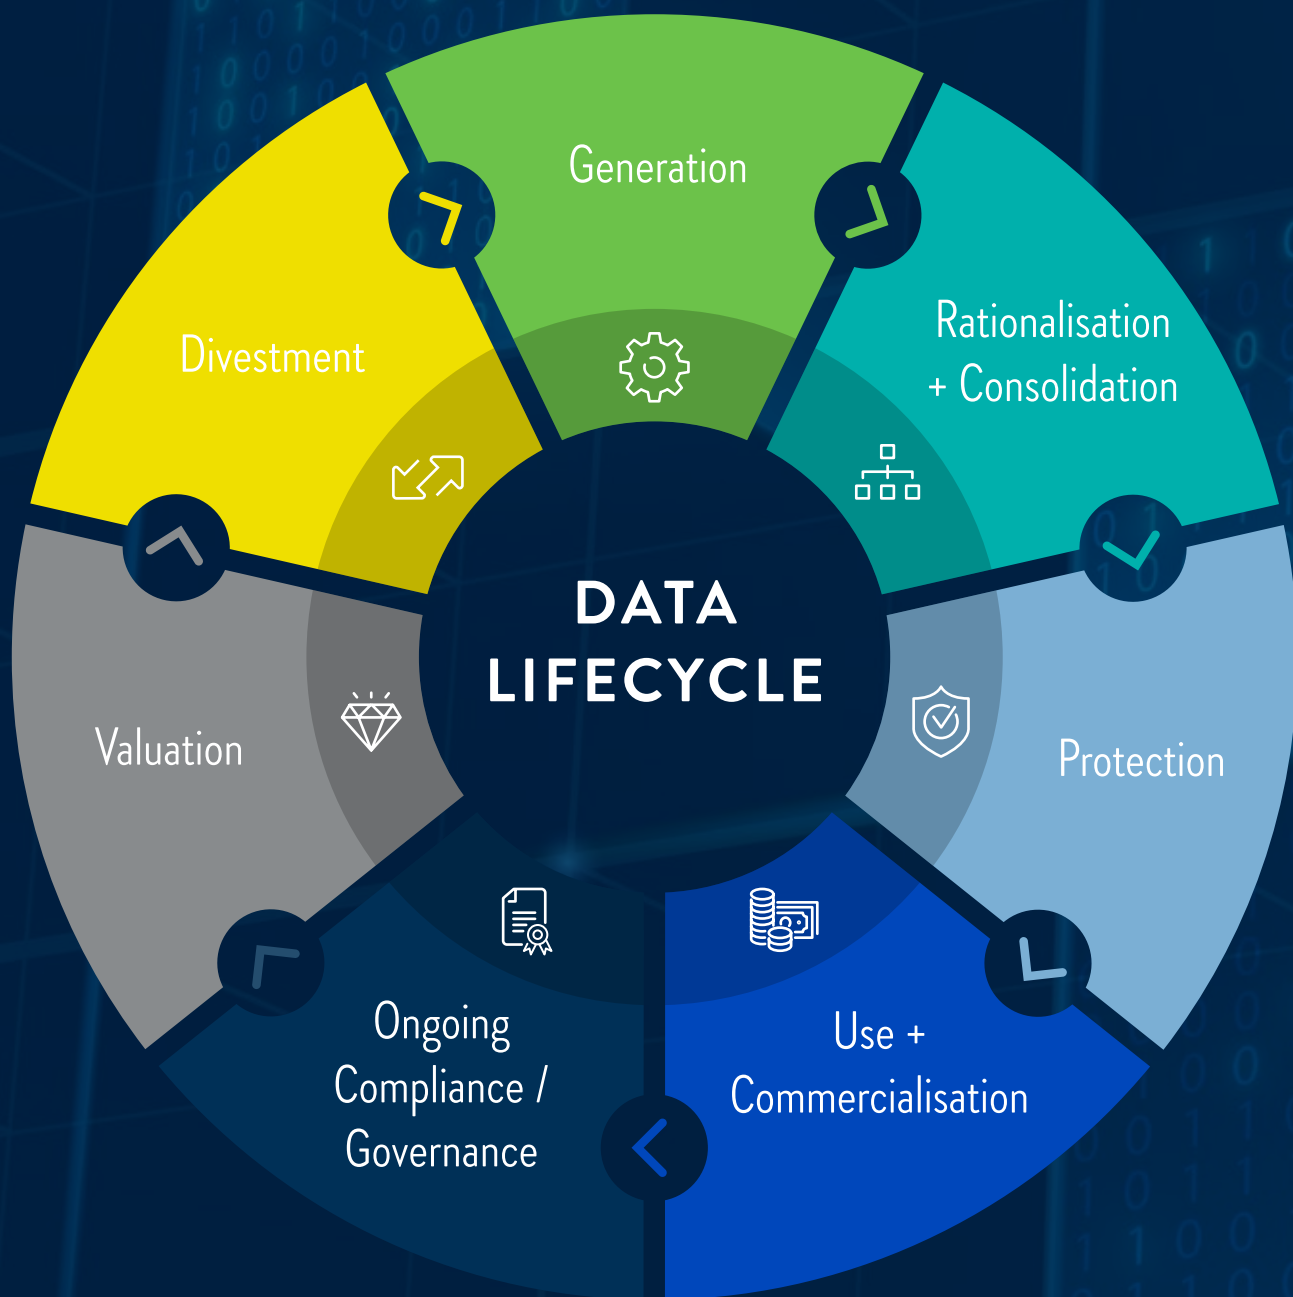 Generation
Rationalisation
+ Consolidation
Protection
Use +
Commercialisation
Ongoing
Compliance /
Governance
Valuation
Divestment
DATA
LIFECYCLE